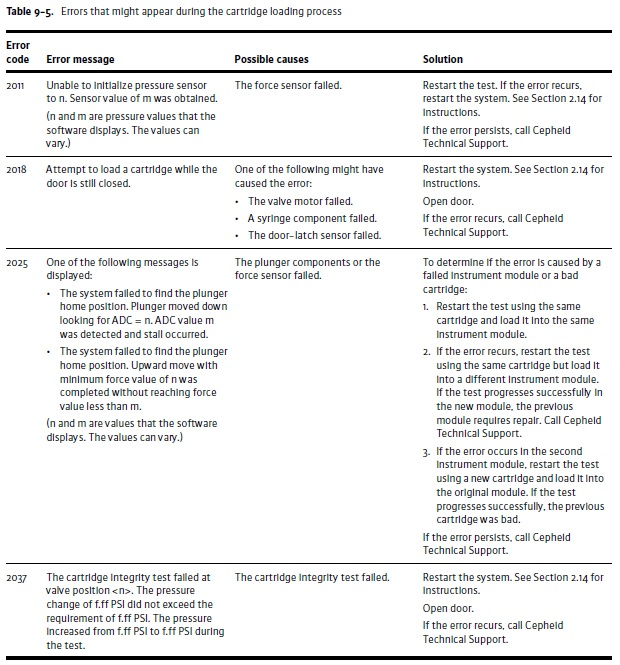 Table 9-5. Errors that might appear during the cartridge loading process
Error
code Error message Possible causes Solution
2011 Unable to initialize pressure sensor
to n. Sensor value of m was obtained.
(n and m are pressure values that the
software displays. The values can
vary.)
The force sensor failed.
Restart the test. If the error recurs,
restart the system. See Section 2.14 for
instructions.
If the error persists, call Cepheid
Technical Support.
2018 Attempt to load a cartridge while the
door is still closed.
One of the following might have
caused the error:
• The valve motor failed.
• A syringe component failed.
• The door-latch sensor failed.
Restart the system. See Section 2.14 for
instructions.
Open door.
If the error recurs, call Cepheid
Technical Support.
2025 One of the following messages is
displayed:
• The system failed to find the plunger
home position. Plunger moved down
looking for ADC = n. ADC value m
was detected and stall occurred.
• The system failed to find the plunger
home position. Upward move with
minimum force value of n was
completed without reaching force
value less than m.
(n and m are values that the software
displays. The values can vary.)
The plunger components or the
force sensor failed.
To determine if the error is caused by a
failed instrument module or a bad
cartridge:
1. Restart the test using the same
cartridge and load it into the same
instrument module.
2. If the error recurs, restart the test
using the same cartridge but load it
into a different instrument module.
If the test progresses successfully in
the new module, the previous
module requires repair. Call Cepheid
Technical Support.
3. If the error occurs in the second
instrument module, restart the test
using a new cartridge and load it into
the original module. If the test
progresses successfully, the previous
cartridge was bad.
If the error persists, call Cepheid
Technical Support.
2037 The cartridge integrity test failed at
valve position <n>. The pressure
change of f.ff PSI did not exceed the
requirement of f.ff PSI. The pressure
increased from f.ff PSI to f.ff PSI during
the test.
The cartridge integrity test failed.
Restart the system. See Section 2.14 for
instructions.
Open door.
If the error recurs, call Cepheid
Technical Support.